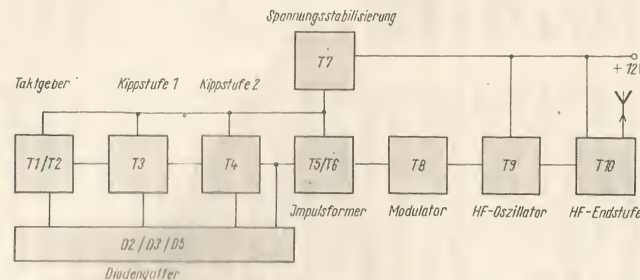 Spannungsstabilisierung
T7
+ 12V
Taktgeber
Kippstufe 1
Kippstufe 2
T1/T2
T3
T4
T5/T6
T8
T9
T10
Impulsformer
Modulator
HF-Oszillator
HF-Endstufe
D2/D3/D5
Diodengatter